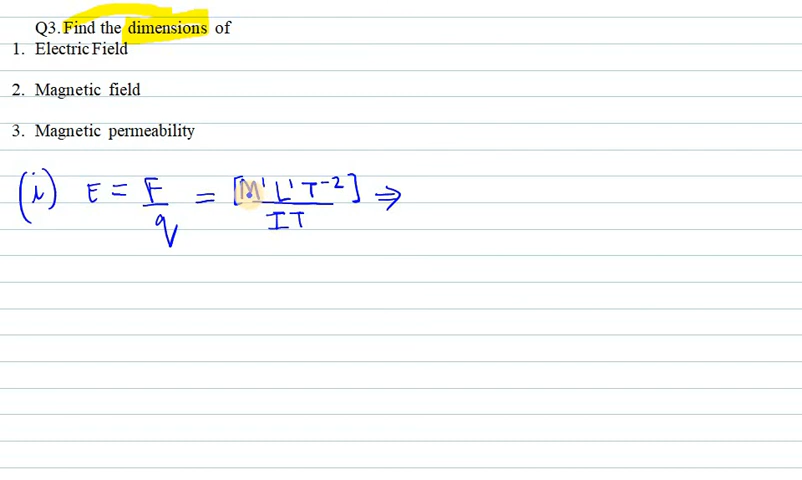 Q3. Find the dimensions of
1. Electric Field
2. Magnetic field
3. Magnetic permeability
(i) E = F/q = [M¹L¹T⁻²]/IT ⇒